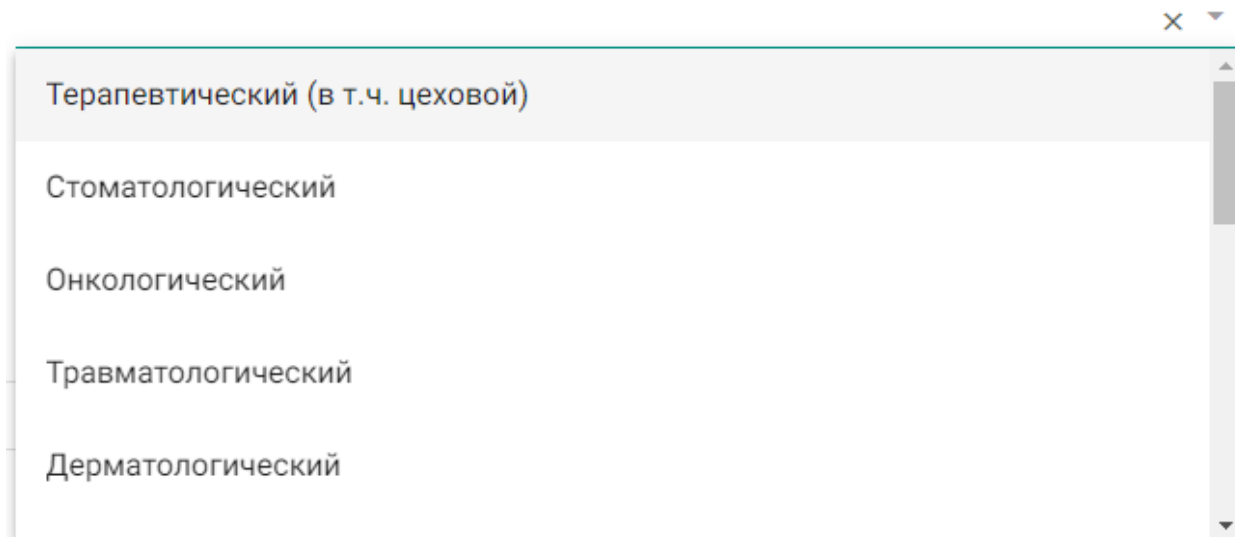 Терапевтический (в т.ч. цеховой)
Стоматологический
Онкологический
Травматологический
Дерматологический